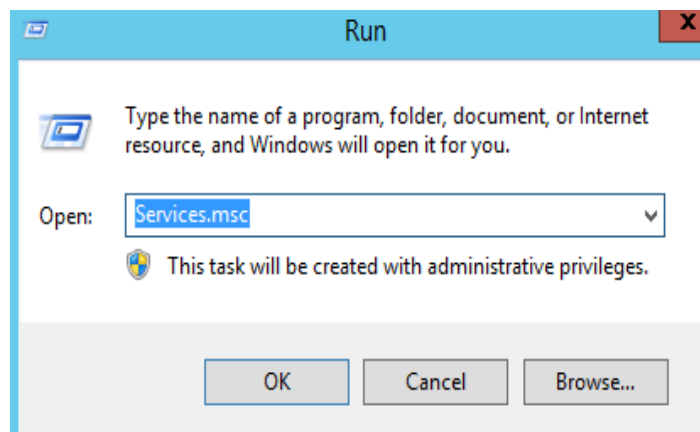 Run
X
Type the name of a program, folder, document, or Internet
resource, and Windows will open it for you.
Open:
Services.msc
This task will be created with administrative privileges.
OK
Cancel
Browse...